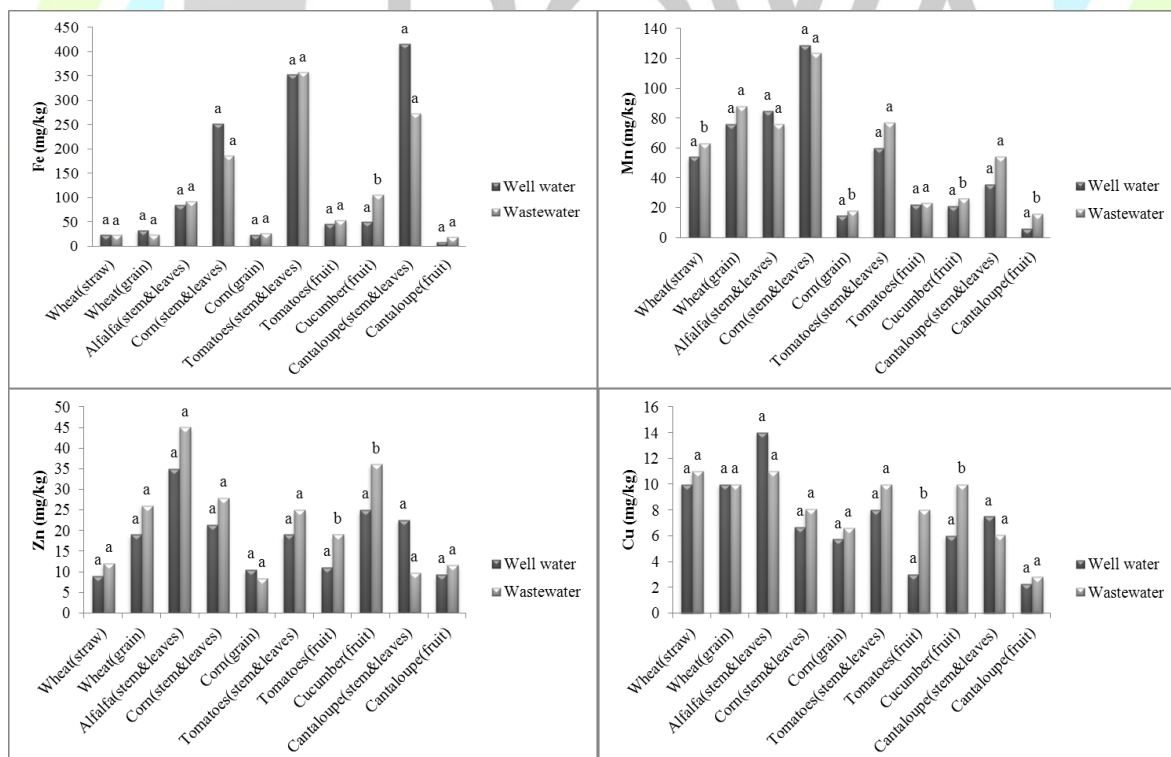 450
400
350
300
250
200
150
100
50
0
Fe (mg/kg)
a a a a a a a a a a a a a a a b a a a a
Wheat(straw)
Wheat(grain)
Alfalfa(stem&leaves)
Corn(stem&leaves)
Corn(grain)
Tomatoes(stem&leaves)
Tomatoes(fruit)
Cucumber(fruit)
Cantaloupe(stem&leaves)
Cantaloupe(fruit)
Well water
Wastewater
140
120
100
80
60
40
20
0
Mn (mg/kg)
a b a a a a a a a b a a a a a b a a a b
Wheat(straw)
Wheat(grain)
Alfalfa(stem&leaves)
Corn(stem&leaves)
Corn(grain)
Tomatoes(stem&leaves)
Tomatoes(fruit)
Cucumber(fruit)
Cantaloupe(stem&leaves)
Cantaloupe(fruit)
Well water
Wastewater
50
45
40
35
30
25
20
15
10
5
0
Zn (mg/kg)
a a a a a a a a a a a a a b a b a a a a
Wheat(straw)
Wheat(grain)
Alfalfa(stem&leaves)
Corn(stem&leaves)
Corn(grain)
Tomatoes(stem&leaves)
Tomatoes(fruit)
Cucumber(fruit)
Cantaloupe(stem&leaves)
Cantaloupe(fruit)
Well water
Wastewater
16
14
12
10
8
6
4
2
0
Cu (mg/kg)
a a a a a a a a a a a a a b a b a a a a
Wheat(straw)
Wheat(grain)
Alfalfa(stem&leaves)
Corn(stem&leaves)
Corn(grain)
Tomatoes(stem&leaves)
Tomatoes(fruit)
Cucumber(fruit)
Cantaloupe(stem&leaves)
Cantaloupe(fruit)
Well water
Wastewater